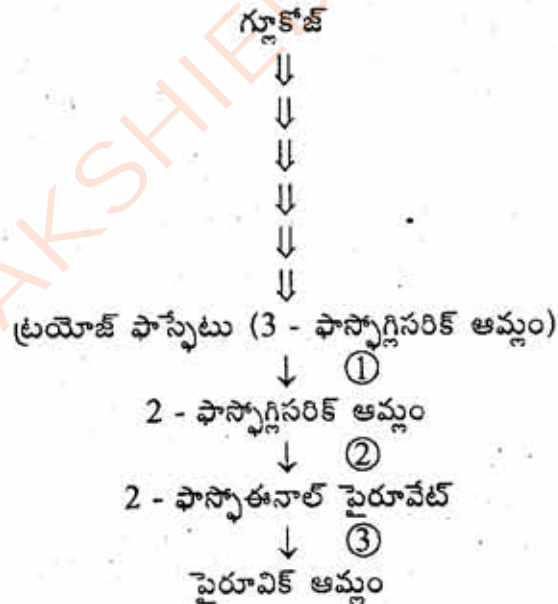 గ్లూకోజ్
⇓
⇓
⇓
⇓
⇓
⇓
ట్రయోజ్ ఫాస్ఫేటు (3 - ఫాస్ఫోగ్లిసరిక్ ఆమ్లం)
↓ ①
2 - ఫాస్ఫోగ్లిసరిక్ ఆమ్లం
↓ ②
2 - ఫాస్ఫోఈనాల్ పైరూవేట్
↓ ③
పైరూవిక్ ఆమ్లం